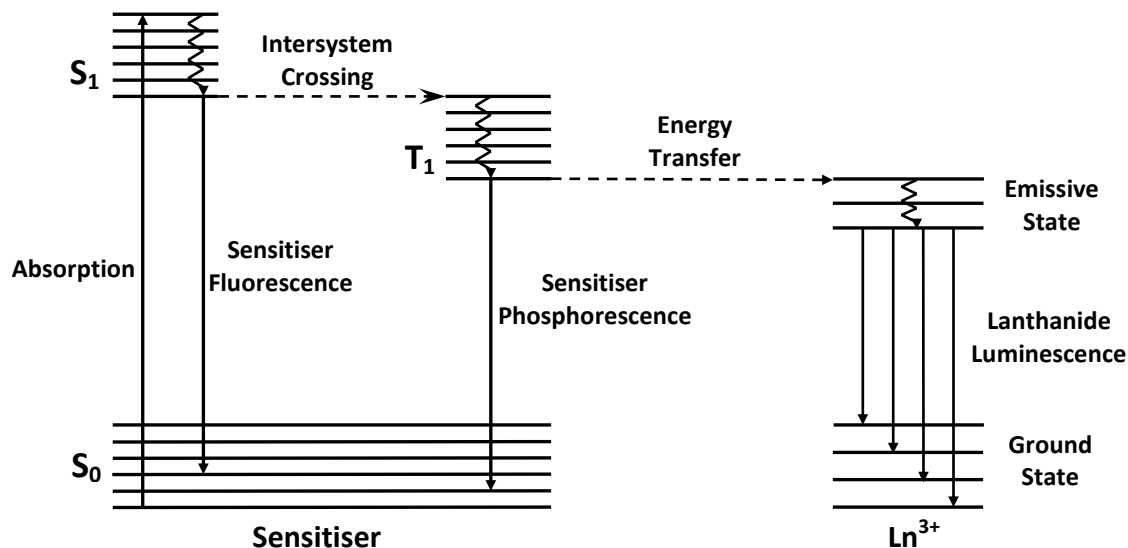 S₁
Intersystem
Crossing
T₁
Energy
Transfer
Emissive
State
Absorption
Sensitiser
Fluorescence
Sensitiser
Phosphorescence
Lanthanide
Luminescence
S₀
Ground
State
Sensitiser
Ln³⁺